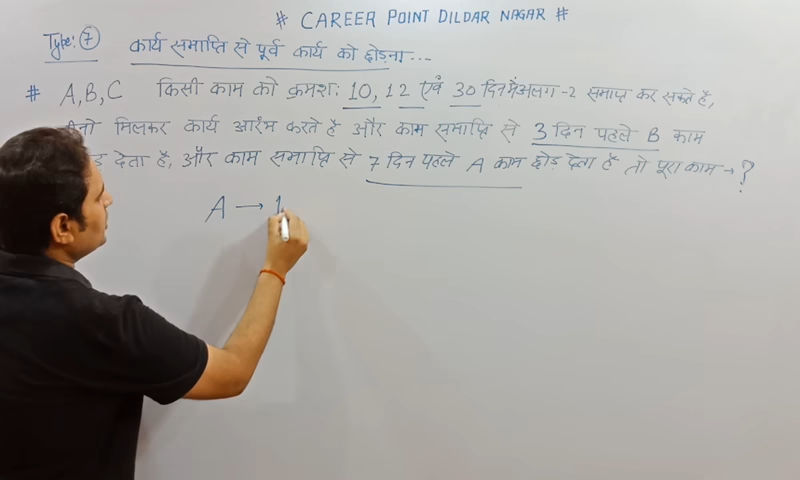 # CAREER POINT DILDAR NAGAR #
Type: 7 कार्य समाप्ति से पूर्व कार्य को छोड़ना...
# A, B, C किसी काम को क्रमशः 10, 12 एवं 30 दिन में अलग-2 समाप्त कर सकते है,
मिलकर कार्य आरंभ करते है और काम समाप्ति से 3 दिन पहले B काम
देता है, और काम समाप्ति से 7 दिन पहले A काम छोड़ देता है तो पूरा काम → ?
A → 1